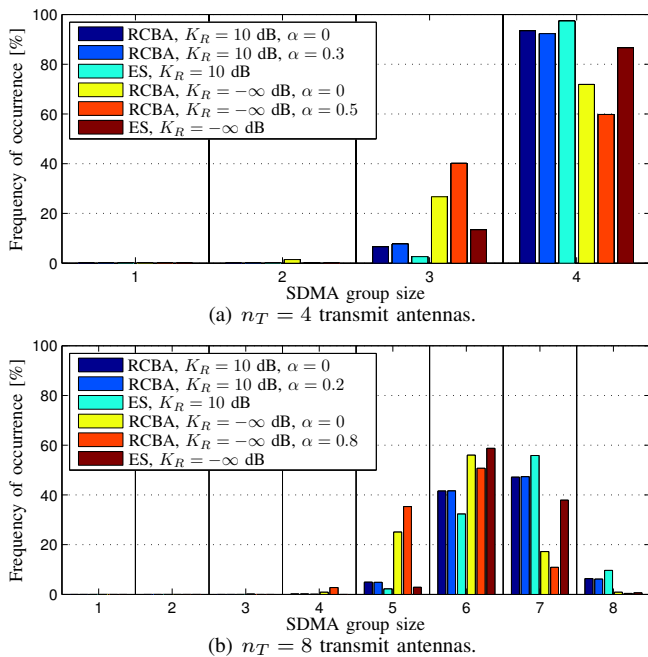 Frequency of occurrence [%]
100
80
60
40
20
0
RCBA, K_R = 10 dB, α = 0
RCBA, K_R = 10 dB, α = 0.3
ES, K_R = 10 dB
RCBA, K_R = −∞ dB, α = 0
RCBA, K_R = −∞ dB, α = 0.5
ES, K_R = −∞ dB
1 2 3 4
SDMA group size
(a) n_T = 4 transmit antennas.
Frequency of occurrence [%]
100
80
60
40
20
0
RCBA, K_R = 10 dB, α = 0
RCBA, K_R = 10 dB, α = 0.2
ES, K_R = 10 dB
RCBA, K_R = −∞ dB, α = 0
RCBA, K_R = −∞ dB, α = 0.8
ES, K_R = −∞ dB
1 2 3 4 5 6 7 8
SDMA group size
(b) n_T = 8 transmit antennas.